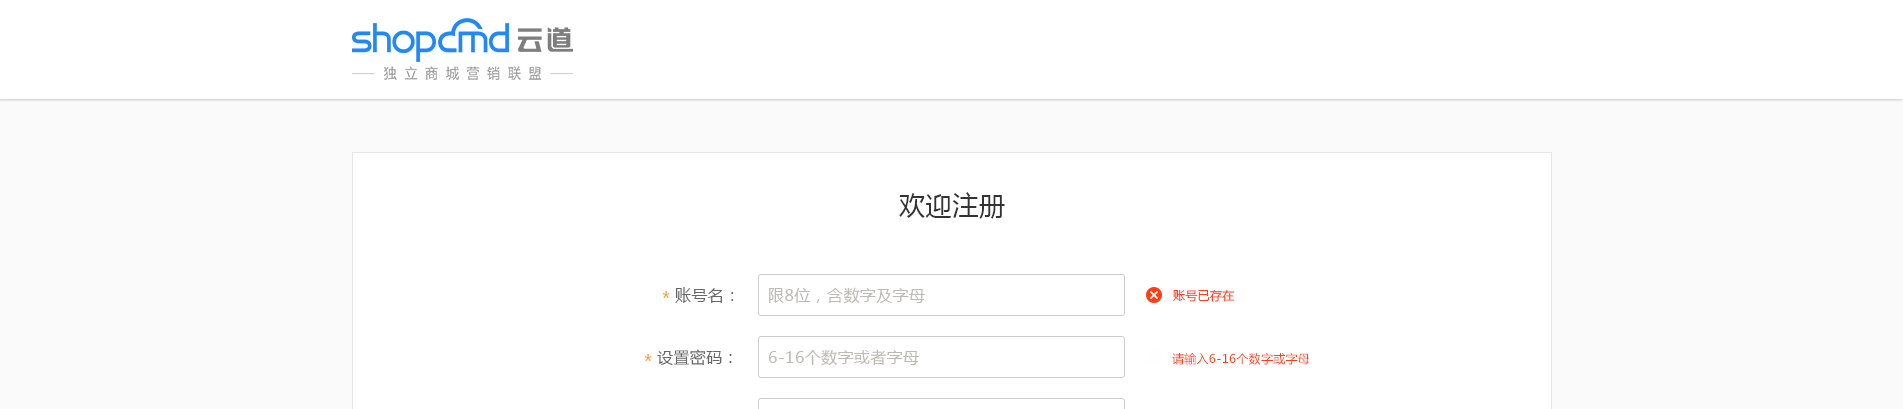 shopcmd 云道
独立商城营销联盟
欢迎注册
* 账号名： 限8位，含数字及字母 账号已存在
* 设置密码： 6-16个数字或者字母 请输入6-16个数字或字母